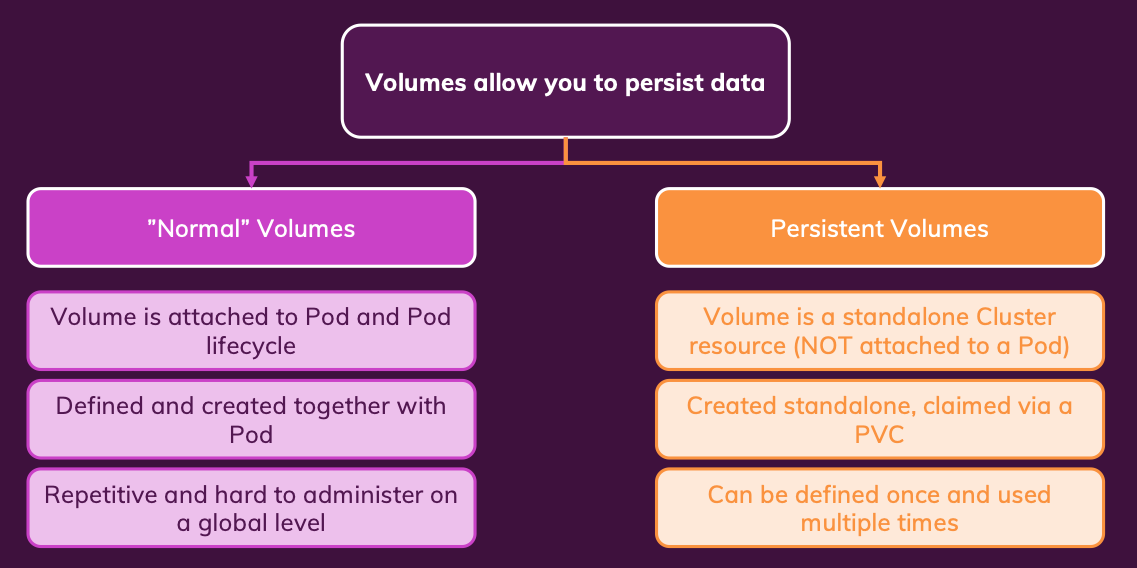 Volumes allow you to persist data
”Normal” Volumes
Persistent Volumes
Volume is attached to Pod and Pod
lifecycle
Volume is a standalone Cluster
resource (NOT attached to a Pod)
Defined and created together with
Pod
Created standalone, claimed via a
PVC
Repetitive and hard to administer on
a global level
Can be defined once and used
multiple times